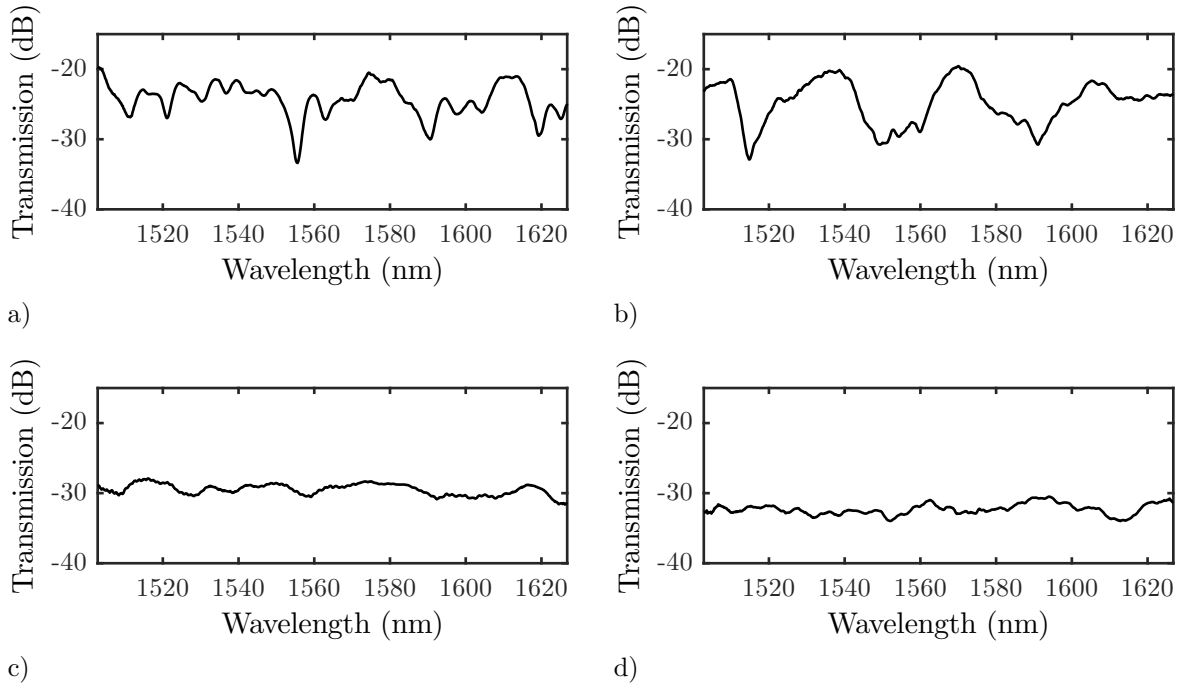 Transmission (dB)
-20
-30
-40
1520 1540 1560 1580 1600 1620
Wavelength (nm)
a)
Transmission (dB)
-20
-30
-40
1520 1540 1560 1580 1600 1620
Wavelength (nm)
b)
Transmission (dB)
-20
-30
-40
1520 1540 1560 1580 1600 1620
Wavelength (nm)
c)
Transmission (dB)
-20
-30
-40
1520 1540 1560 1580 1600 1620
Wavelength (nm)
d)